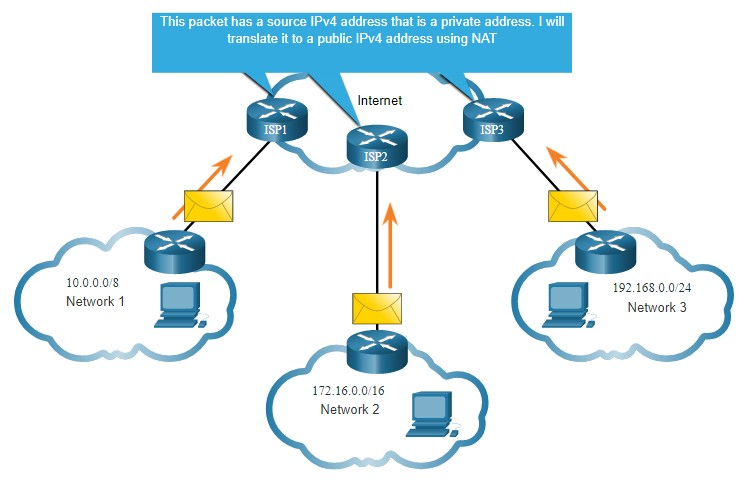 This packet has a source IPv4 address that is a private address. I will
translate it to a public IPv4 address using NAT
Internet
ISP1
ISP2
ISP3
10.0.0.0/8
Network 1
192.168.0.0/24
Network 3
172.16.0.0/16
Network 2